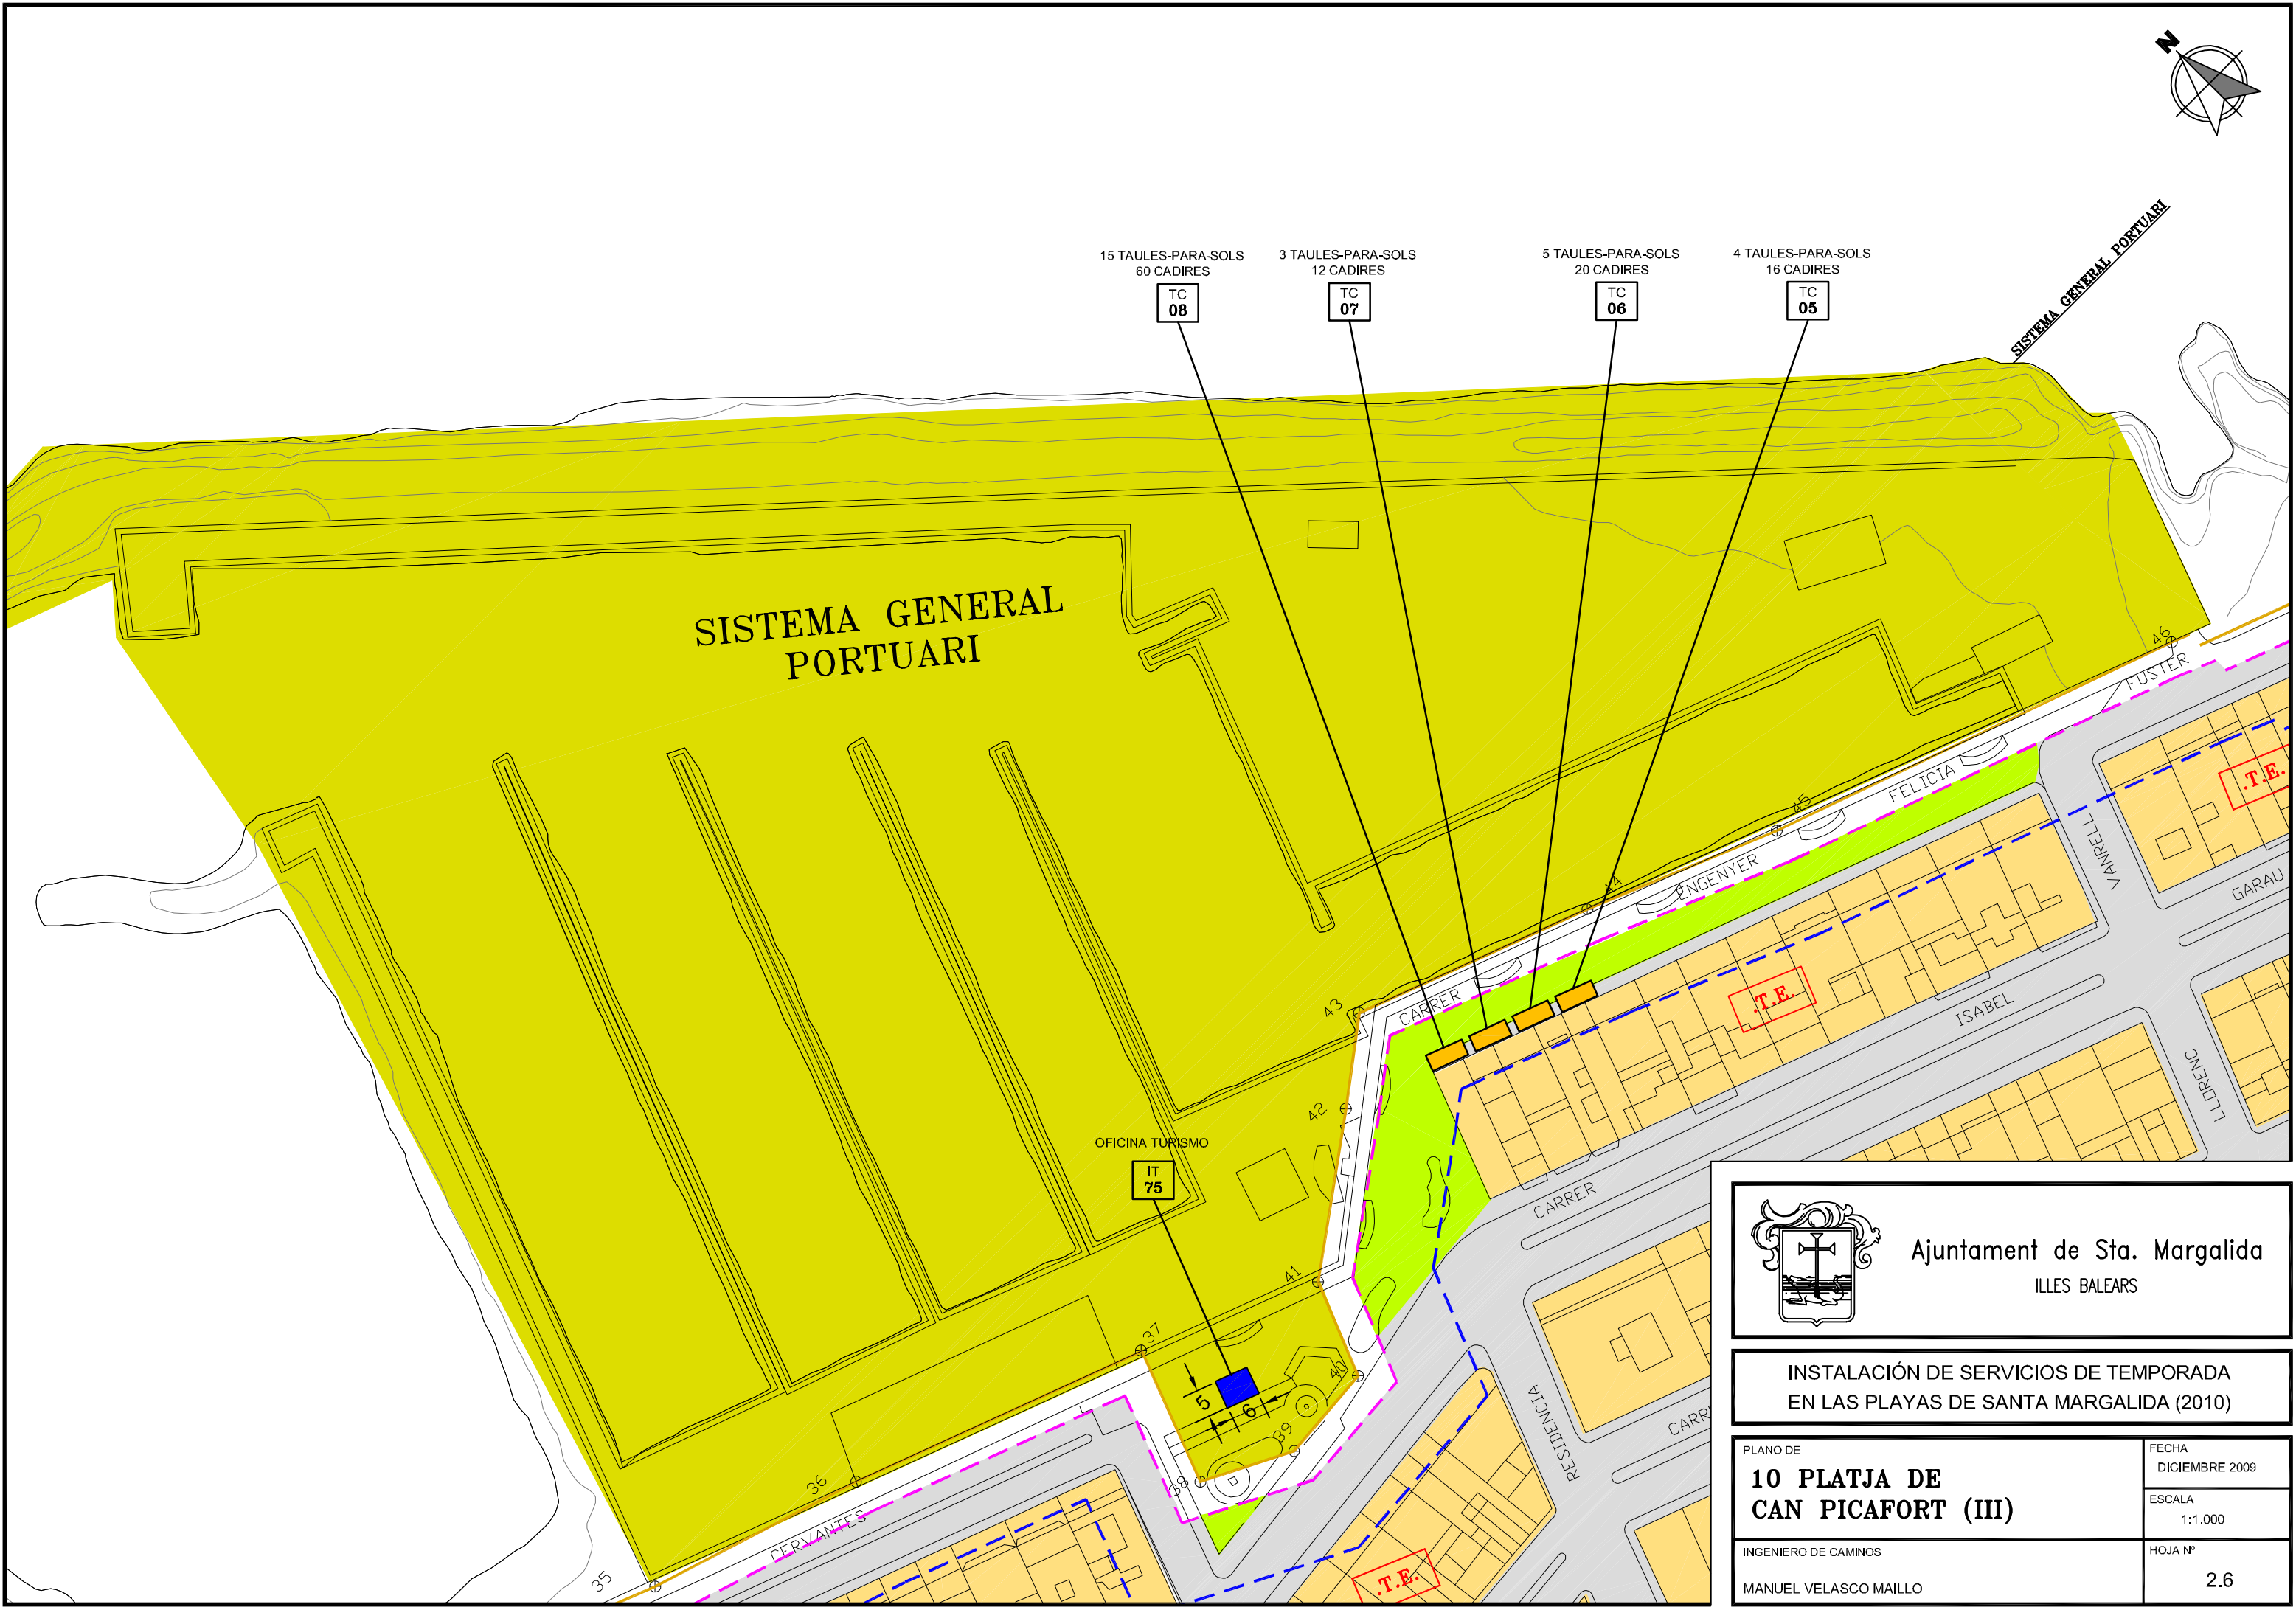 N
SISTEMA GENERAL PORTUARI
15 TAULES-PARA-SOLS
60 CADIRES
TC
08
3 TAULES-PARA-SOLS
12 CADIRES
TC
07
5 TAULES-PARA-SOLS
20 CADIRES
TC
06
4 TAULES-PARA-SOLS
16 CADIRES
TC
05
SISTEMA GENERAL
PORTUARI
46
FUSTER
T.E.
45
FELICIA
VANRELL
GARAU
44
ENGENYER
43
CARRER
.T.E.
ISABEL
LLORENC
42
OFICINA TURISMO
IT
75
CARRER
41
37
40
5
6
39
38
36
RESIDENCIA
CARRE
CERVANTES
35
.T.E.
Ajuntament de Sta. Margalida
ILLES BALEARS
INSTALACIÓN DE SERVICIOS DE TEMPORADA
EN LAS PLAYAS DE SANTA MARGALIDA (2010)
PLANO DE
10 PLATJA DE
CAN PICAFORT (III)
FECHA
DICIEMBRE 2009
ESCALA
1:1.000
INGENIERO DE CAMINOS
MANUEL VELASCO MAILLO
HOJA Nº
2.6